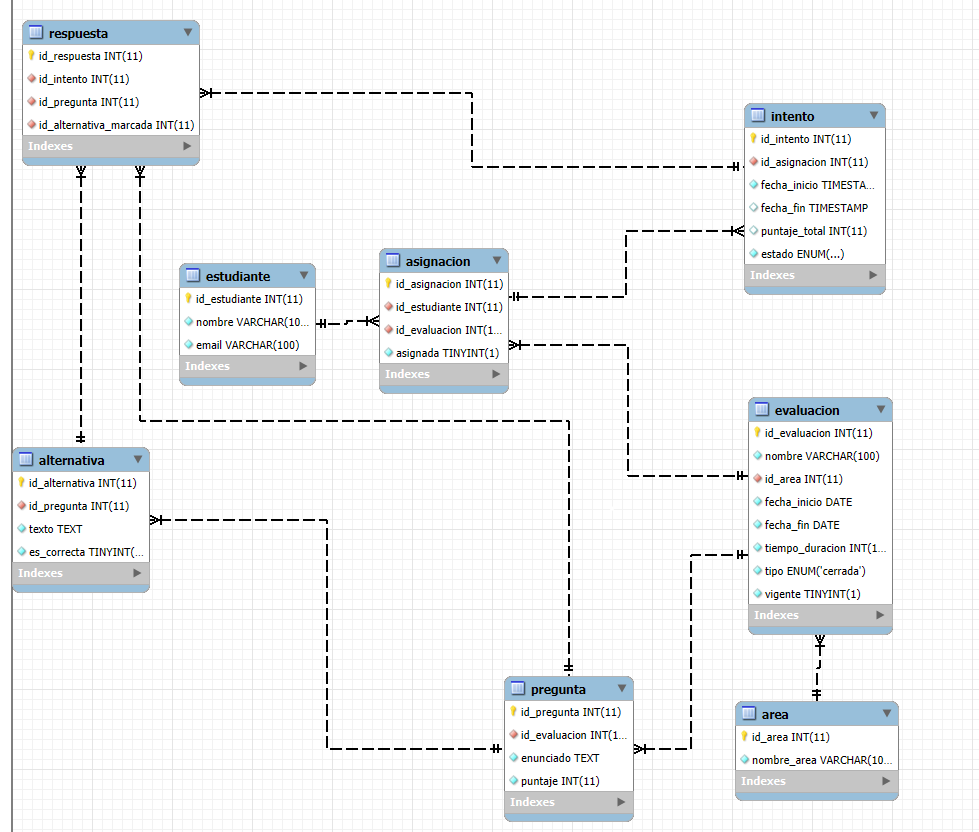 respuesta
id_respuesta INT(11)
id_intento INT(11)
id_pregunta INT(11)
id_alternativa_marcada INT(11)
Indexes
intento
id_intento INT(11)
id_asignacion INT(11)
fecha_inicio TIMESTA...
fecha_fin TIMESTAMP
puntaje_total INT(11)
estado ENUM(...)
Indexes
estudiante
id_estudiante INT(11)
nombre VARCHAR(10...
email VARCHAR(100)
Indexes
asignacion
id_asignacion INT(11)
id_estudiante INT(11)
id_evaluacion INT(1...
asignada TINYINT(1)
Indexes
evaluacion
id_evaluacion INT(11)
nombre VARCHAR(100)
id_area INT(11)
fecha_inicio DATE
fecha_fin DATE
tiempo_duracion INT(1...
tipo ENUM('cerrada')
vigente TINYINT(1)
Indexes
alternativa
id_alternativa INT(11)
id_pregunta INT(11)
texto TEXT
es_correcta TINYINT(...
Indexes
pregunta
id_pregunta INT(11)
id_evaluacion INT(1...
enunciado TEXT
puntaje INT(11)
Indexes
area
id_area INT(11)
nombre_area VARCHAR(10...
Indexes